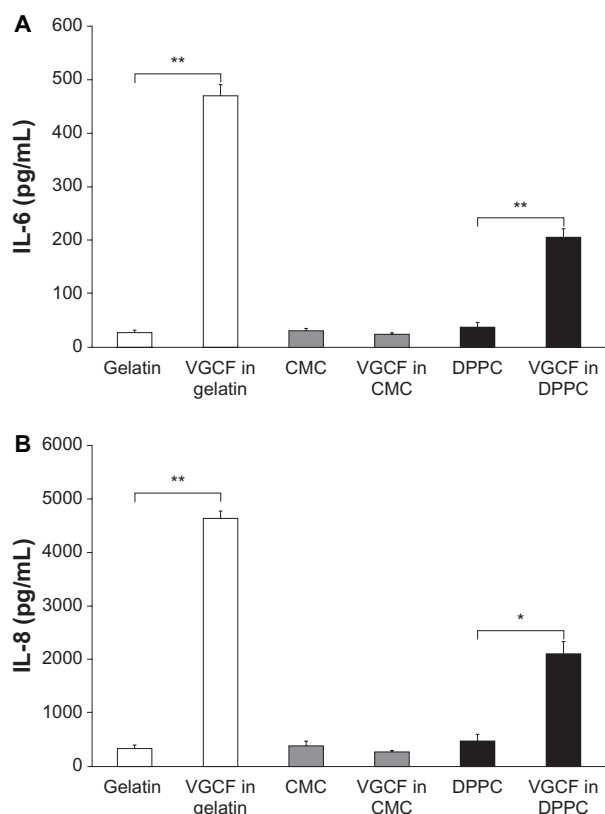 A
600
500
400
300
200
100
0
IL-6 (pg/mL)
**
**
Gelatin
VGCF in
gelatin
CMC
VGCF in
CMC
DPPC
VGCF in
DPPC
B
6000
5000
4000
3000
2000
1000
0
IL-8 (pg/mL)
**
*
Gelatin
VGCF in
gelatin
CMC
VGCF in
CMC
DPPC
VGCF in
DPPC